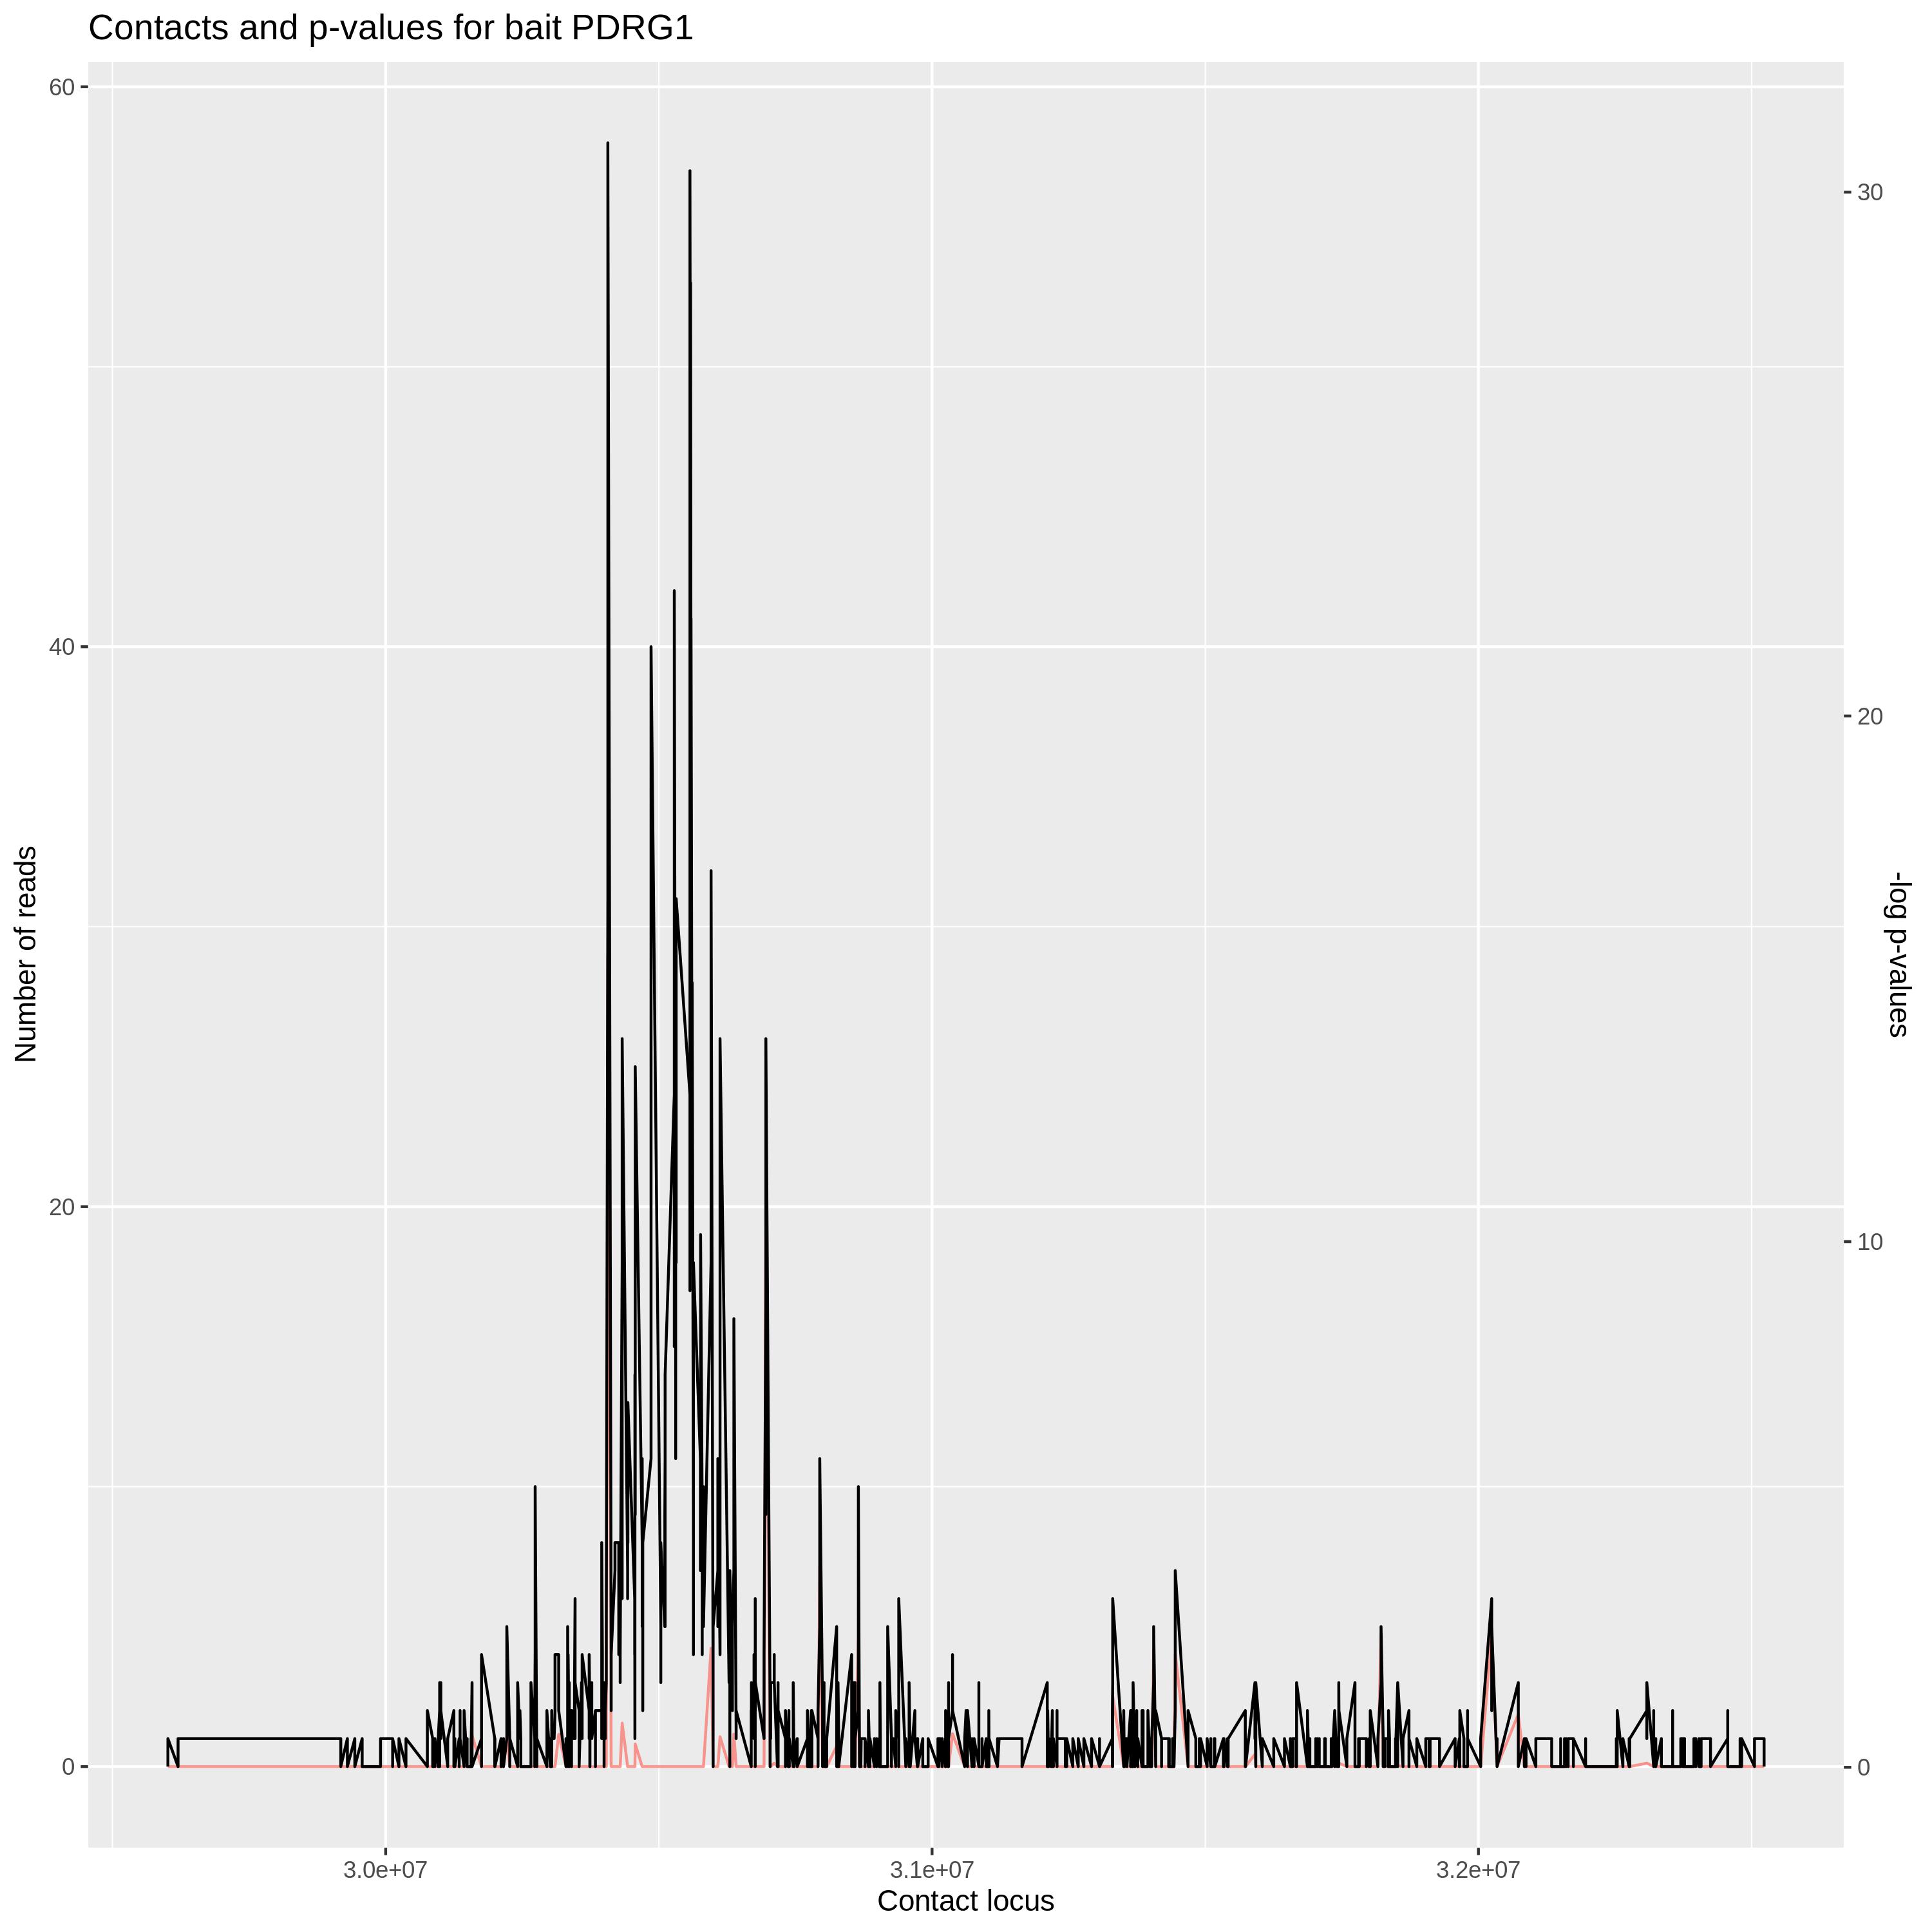 Contacts and p-values for bait PDRG1
60
40
20
0
Number of reads
30
20
10
0
-log p-values
3.0e+07
3.1e+07
3.2e+07
Contact locus